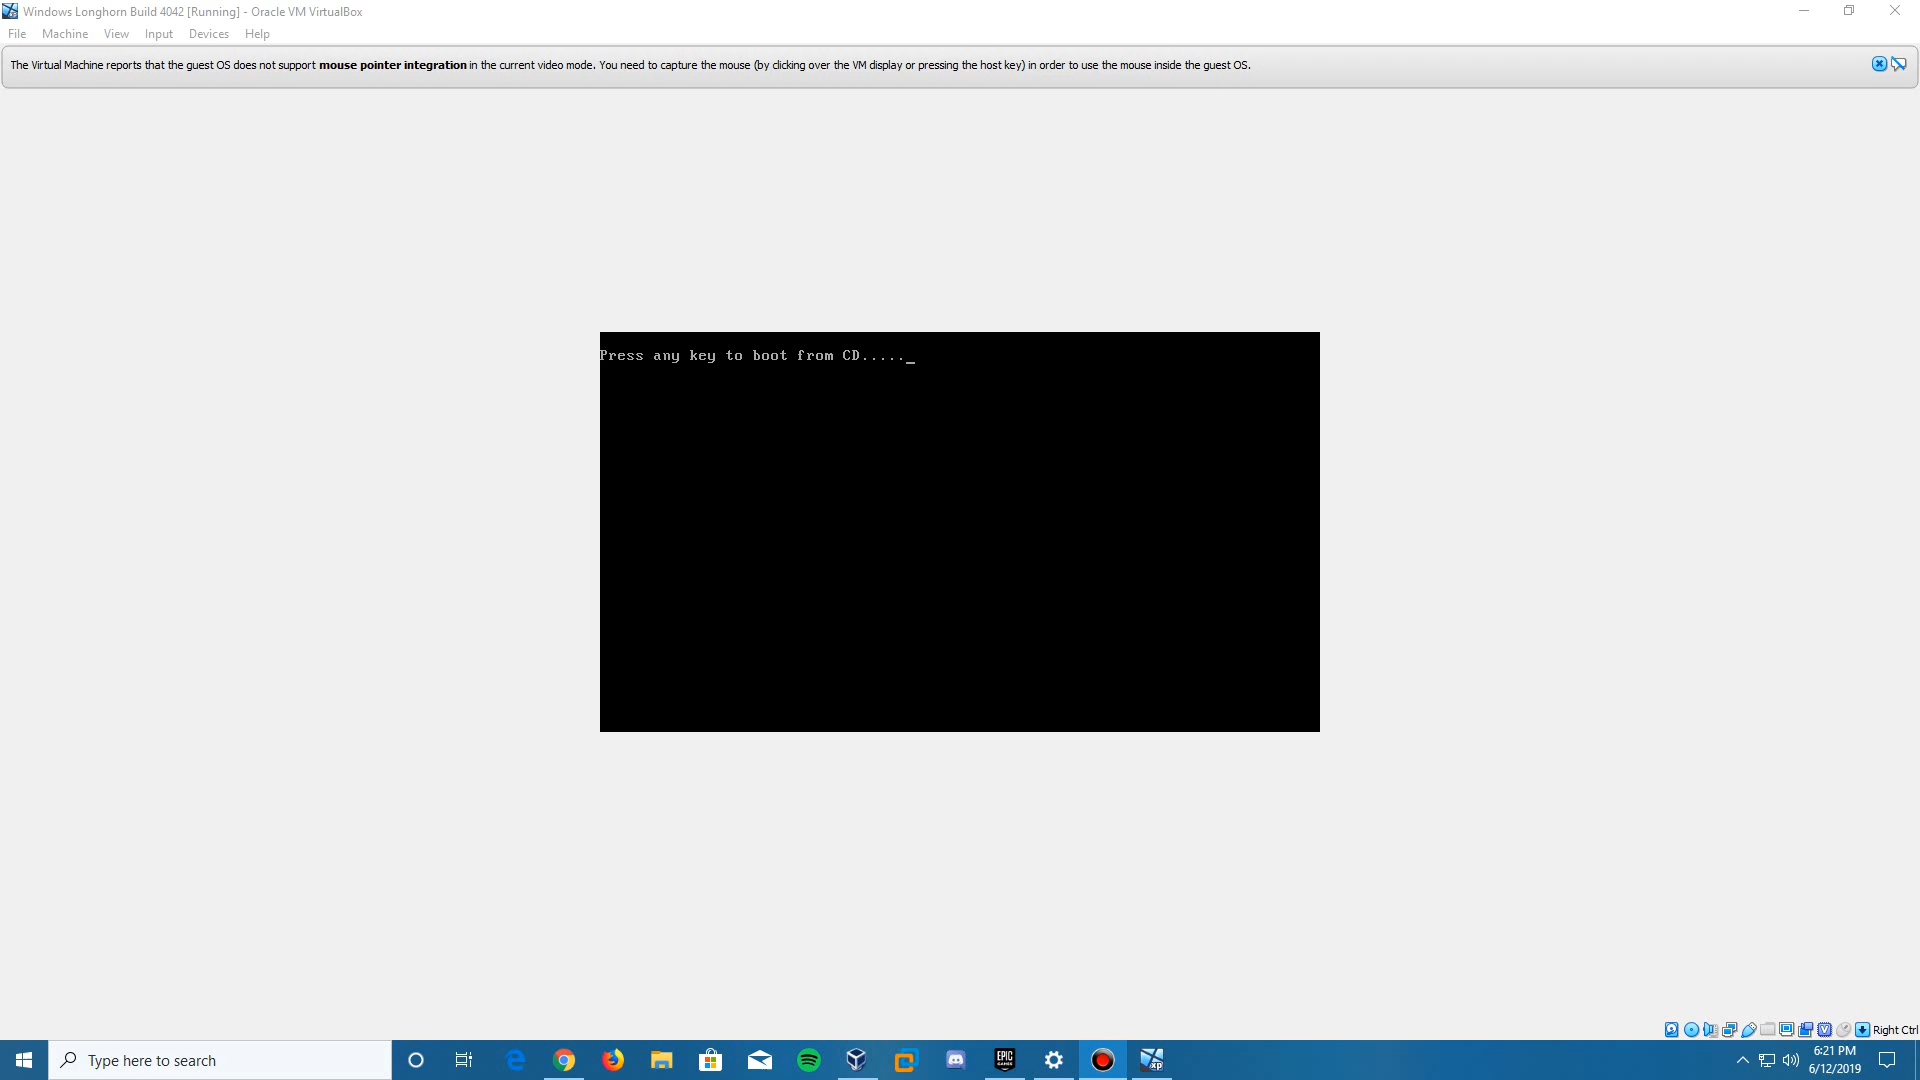 Windows Longhorn Build 4042 [Running] - Oracle VM VirtualBox
File Machine View Input Devices Help
The Virtual Machine reports that the guest OS does not support mouse pointer integration in the current video mode. You need to capture the mouse (by clicking over the VM display or pressing the host key) in order to use the mouse inside the guest OS.
Press any key to boot from CD....._
Right Ctrl
Type here to search
EPIC
GAMES
XP
6:21 PM
6/12/2019